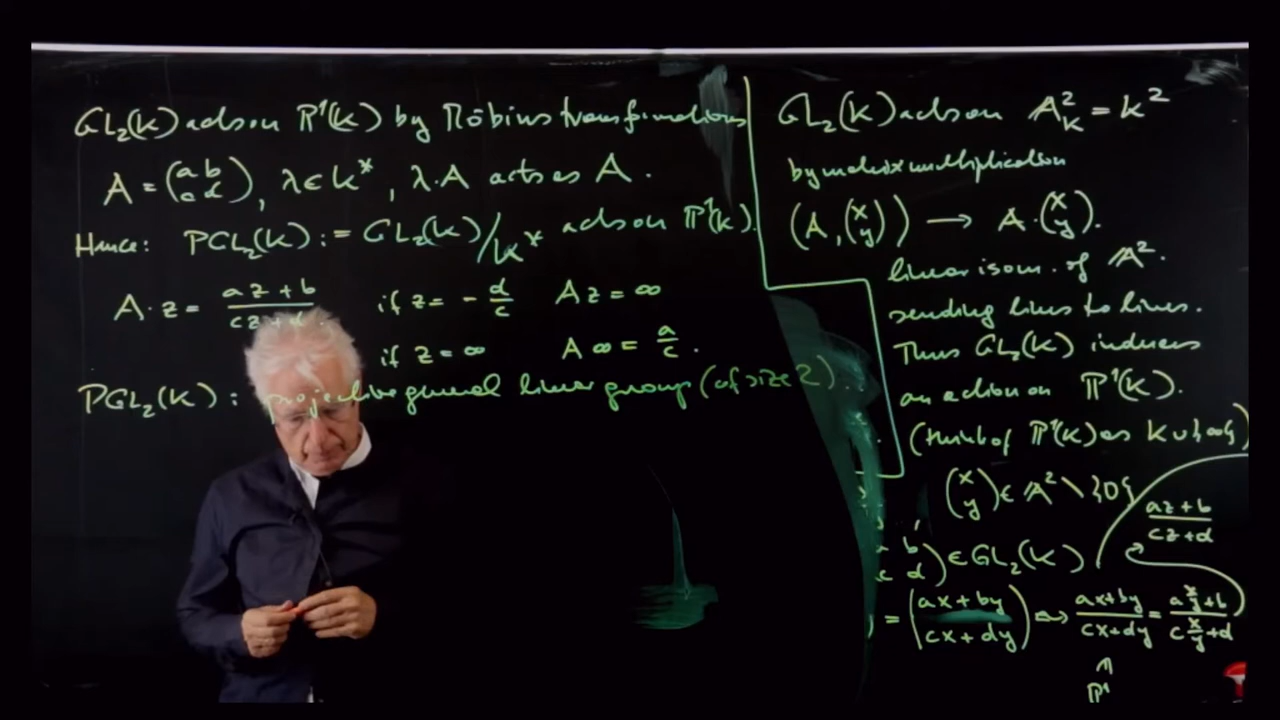 GL₂(K) acts on P¹(K) by Möbius transformations
A = (a b / c d), λ ∈ K*, λ·A acts as A.
Hence: PGL₂(K) := GL₂(K)/K* acts on P¹(K).
A·z = az+b / cz+d if z = -d/c Az = ∞
if z = ∞ A∞ = a/c.
PGL₂(K): projective general linear group (of size 2)
GL₂(K) acts on A²_K = K²
by matrix multiplication
(A, (x / y)) → A·(x / y).
linear isom. of A².
sending lines to lines.
Thus GL₂(K) induces
an action on P¹(K).
(think of P¹(K) as K ∪ {∞})
(x / y) ∈ A² \ {0}
az+b / cz+d
b / c d) ∈ GL₂(K)
= (ax+by / cx+dy) ⇒ ax+by / cx+dy = a x/y + b / c x/y + d
↑
P¹